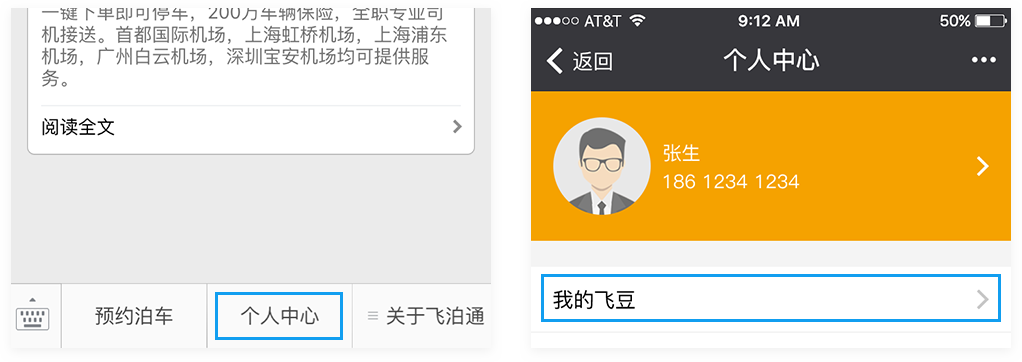 一键下单即可停车，200万车辆保险，全职专业司
机接送。首都国际机场，上海虹桥机场，上海浦东
机场，广州白云机场，深圳宝安机场均可提供服
务。
阅读全文
预约泊车
个人中心
关于飞泊通
AT&T 9:12 AM 50%
返回 个人中心
张生
186 1234 1234
我的飞豆